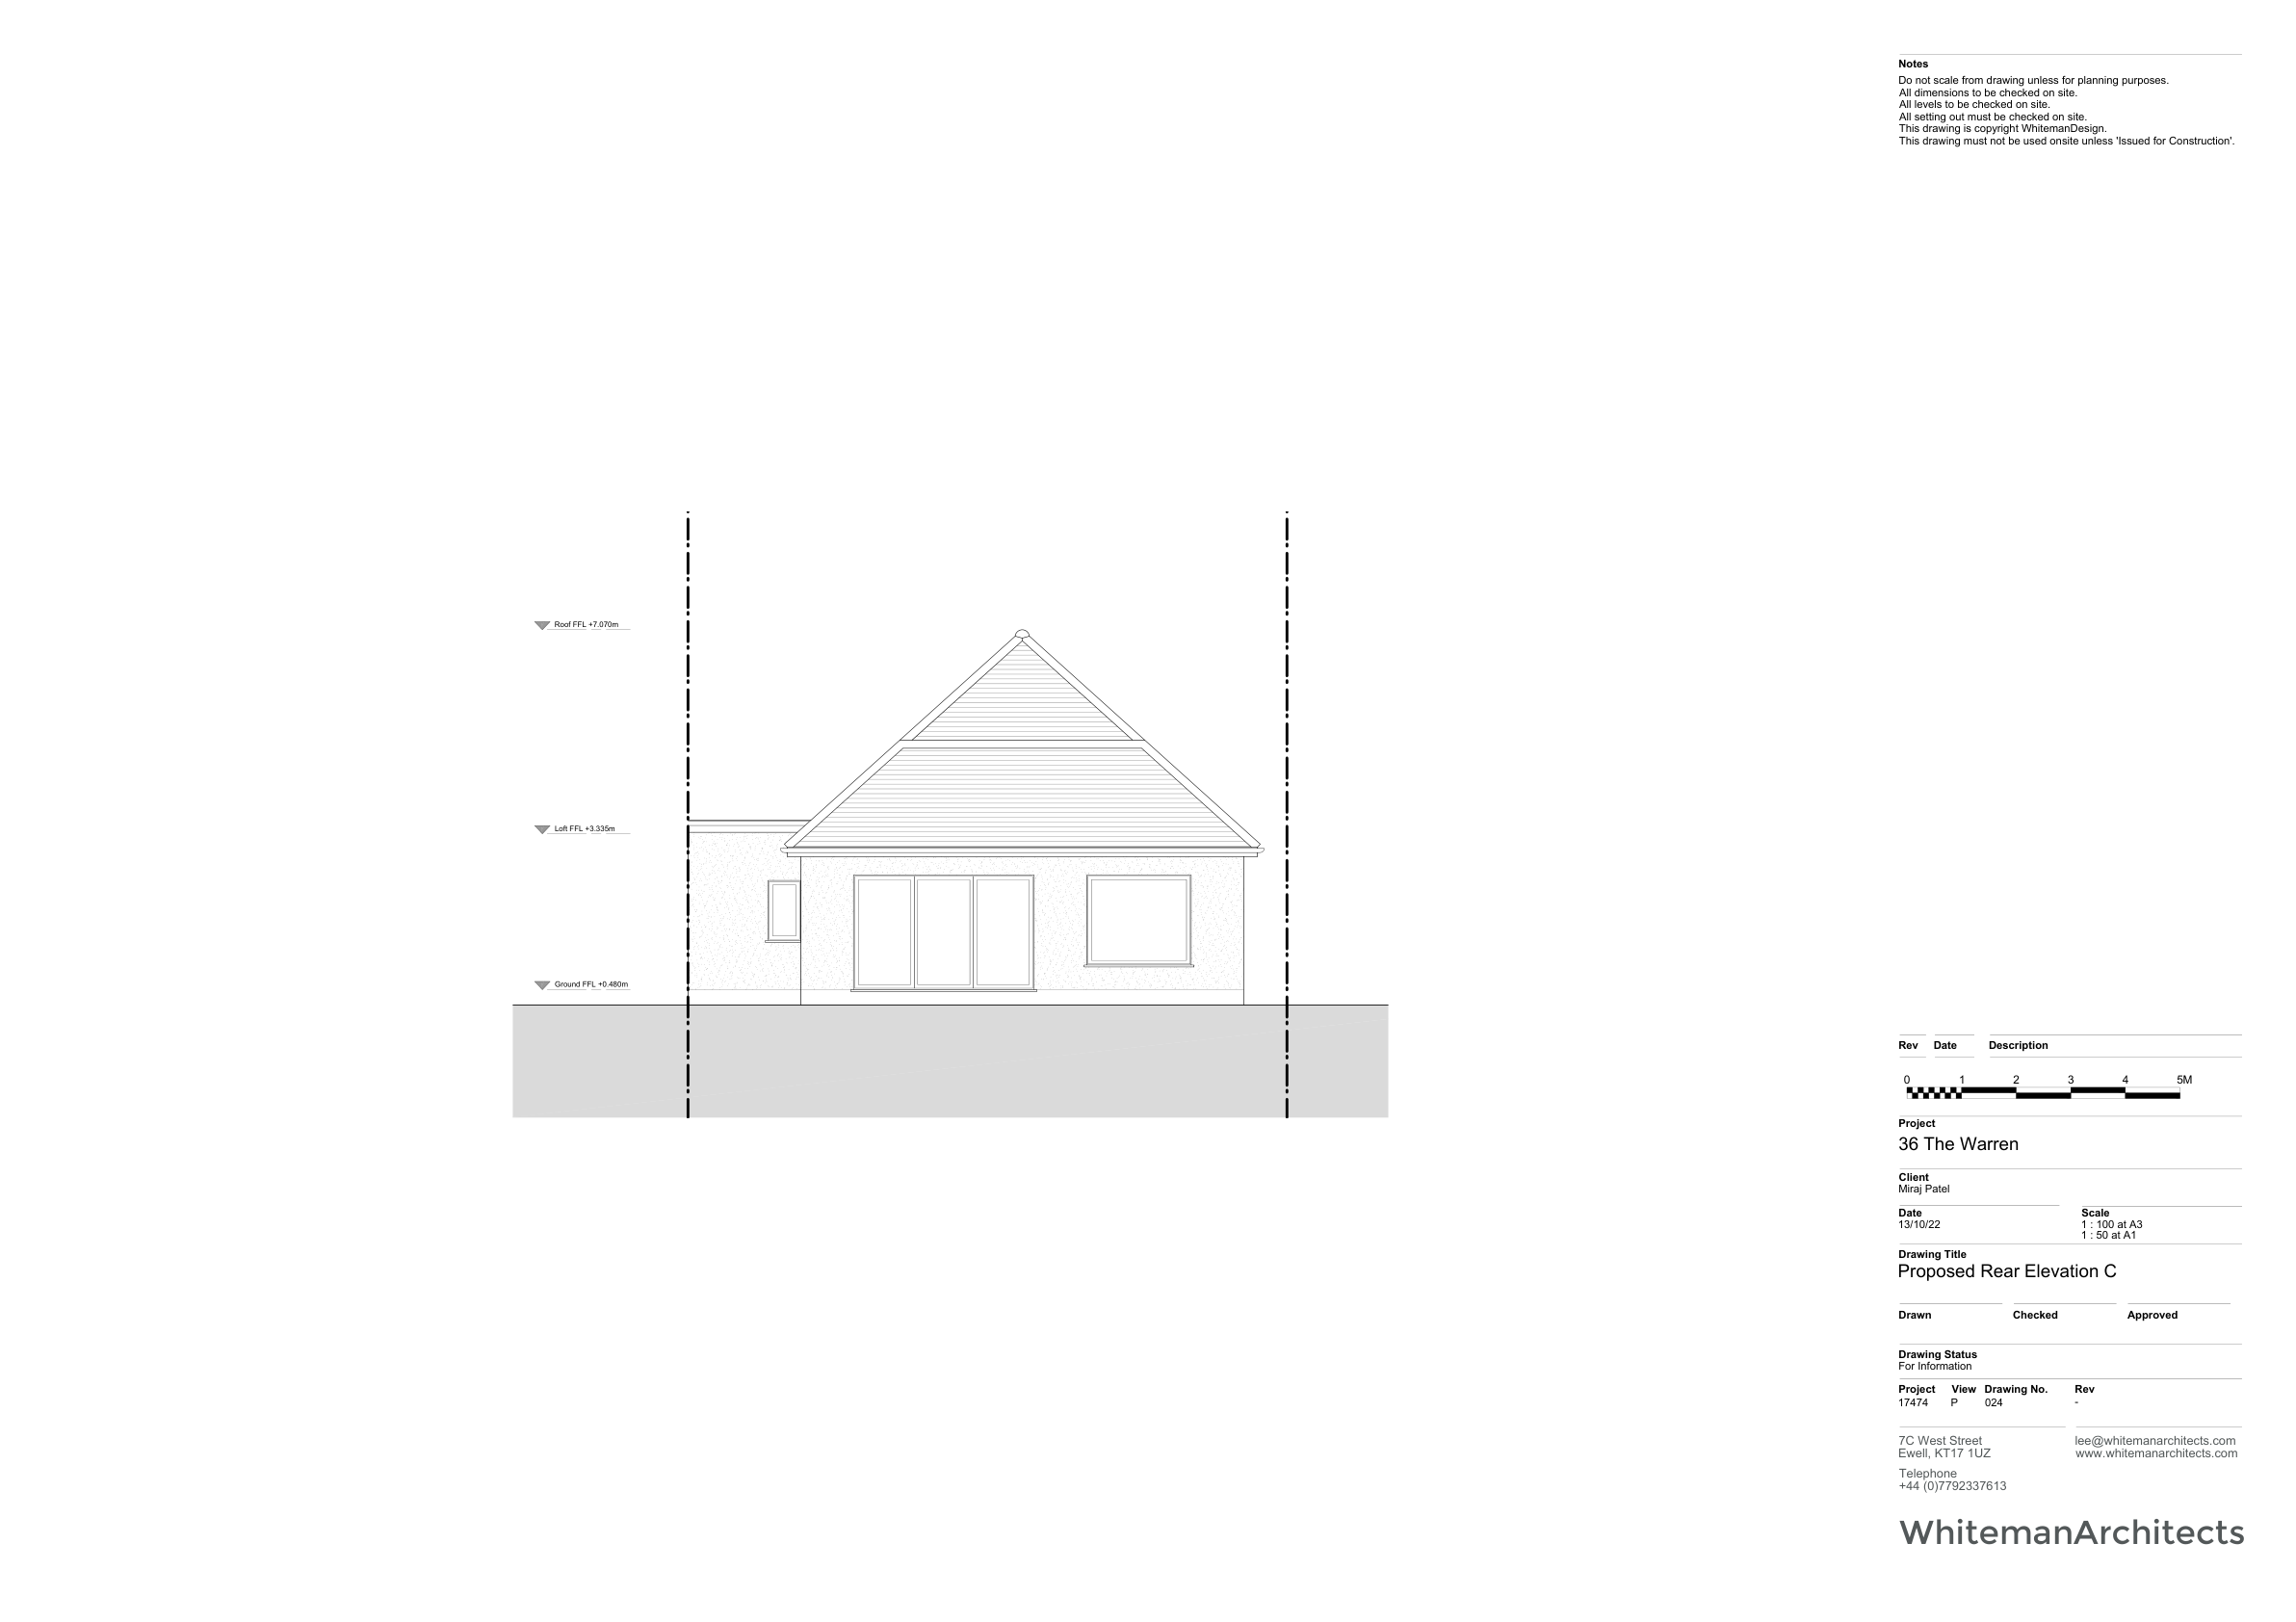 Notes
Do not scale from drawing unless for planning purposes.
All dimensions to be checked on site.
All levels to be checked on site.
All setting out must be checked on site.
This drawing is copyright WhitemanDesign.
This drawing must not be used onsite unless 'Issued for Construction'.
Roof FFL +7.070m
Loft FFL +3.335m
Ground FFL +0.480m
Rev Date Description
0 1 2 3 4 5M
Project
36 The Warren
Client
Miraj Patel
Date Scale
13/10/22 1 : 100 at A3
1 : 50 at A1
Drawing Title
Proposed Rear Elevation C
Drawn Checked Approved
Drawing Status
For Information
Project View Drawing No. Rev
17474 P 024 -
7C West Street lee@whitemanarchitects.com
Ewell, KT17 1UZ www.whitemanarchitects.com
Telephone
+44 (0)7792337613
WhitemanArchitects